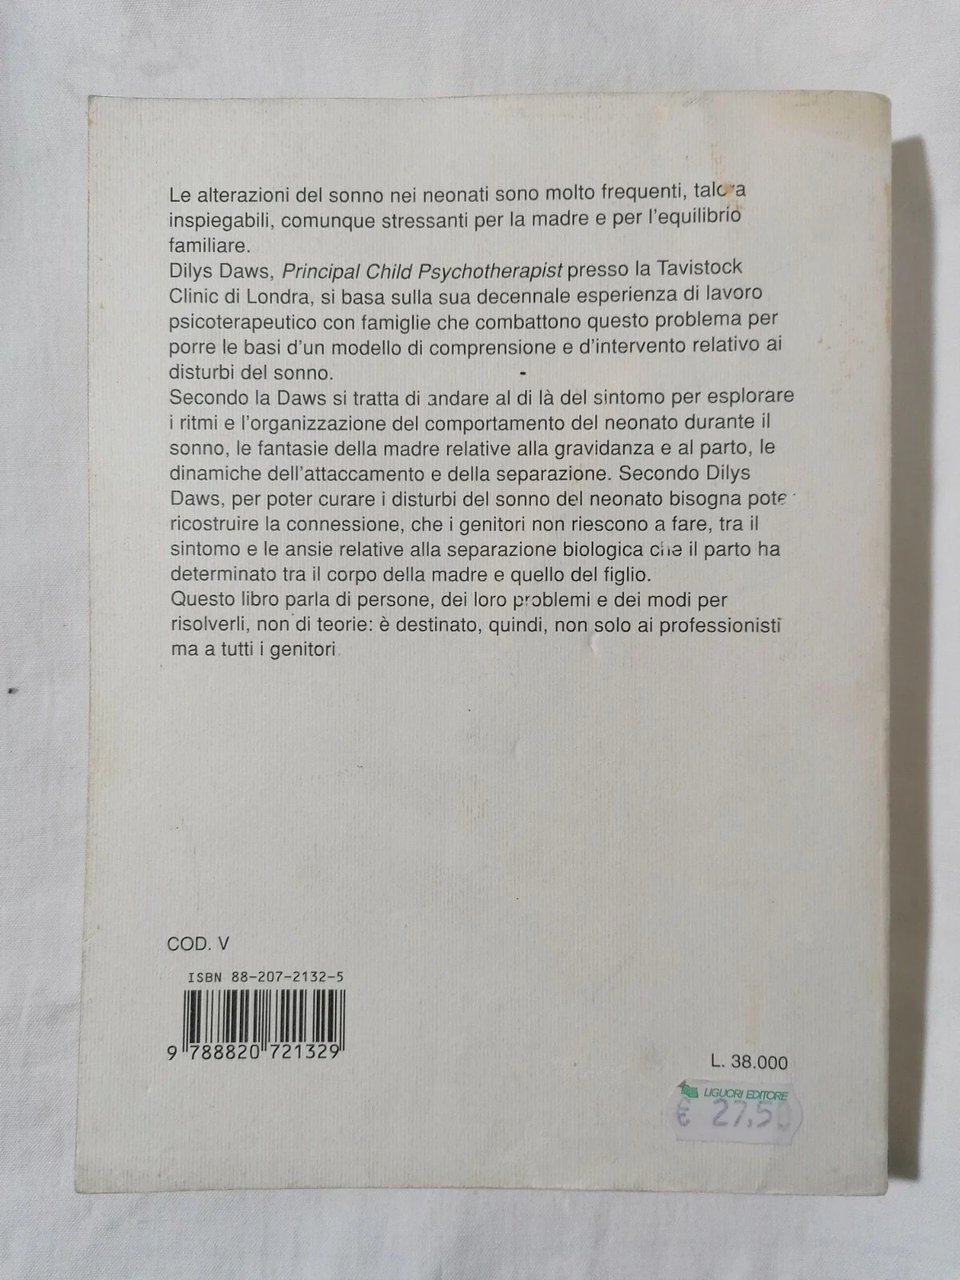 Le alterazioni del sonno nei neonati sono molto frequenti, talora
inspiegabili, comunque stressanti per la madre e per l'equilibrio
familiare.
Dilys Daws, Principal Child Psychotherapist presso la Tavistock
Clinic di Londra, si basa sulla sua decennale esperienza di lavoro
psicoterapeutico con famiglie che combattono questo problema per
porre le basi d'un modello di comprensione e d'intervento relativo ai
disturbi del sonno.
Secondo la Daws si tratta di andare al di là del sintomo per esplorare
i ritmi e l'organizzazione del comportamento del neonato durante il
sonno, le fantasie della madre relative alla gravidanza e al parto, le
dinamiche dell'attaccamento e della separazione. Secondo Dilys
Daws, per poter curare i disturbi del sonno del neonato bisogna poter
ricostruire la connessione, che i genitori non riescono a fare, tra il
sintomo e le ansie relative alla separazione biologica che il parto ha
determinato tra il corpo della madre e quello del figlio.
Questo libro parla di persone, dei loro problemi e dei modi per
risolverli, non di teorie: è destinato, quindi, non solo ai professionisti
ma a tutti i genitori.
COD. V
ISBN 88-207-2132-5
9 788820 721329
L. 38.000
LIGUORI EDITORE
€ 27,50